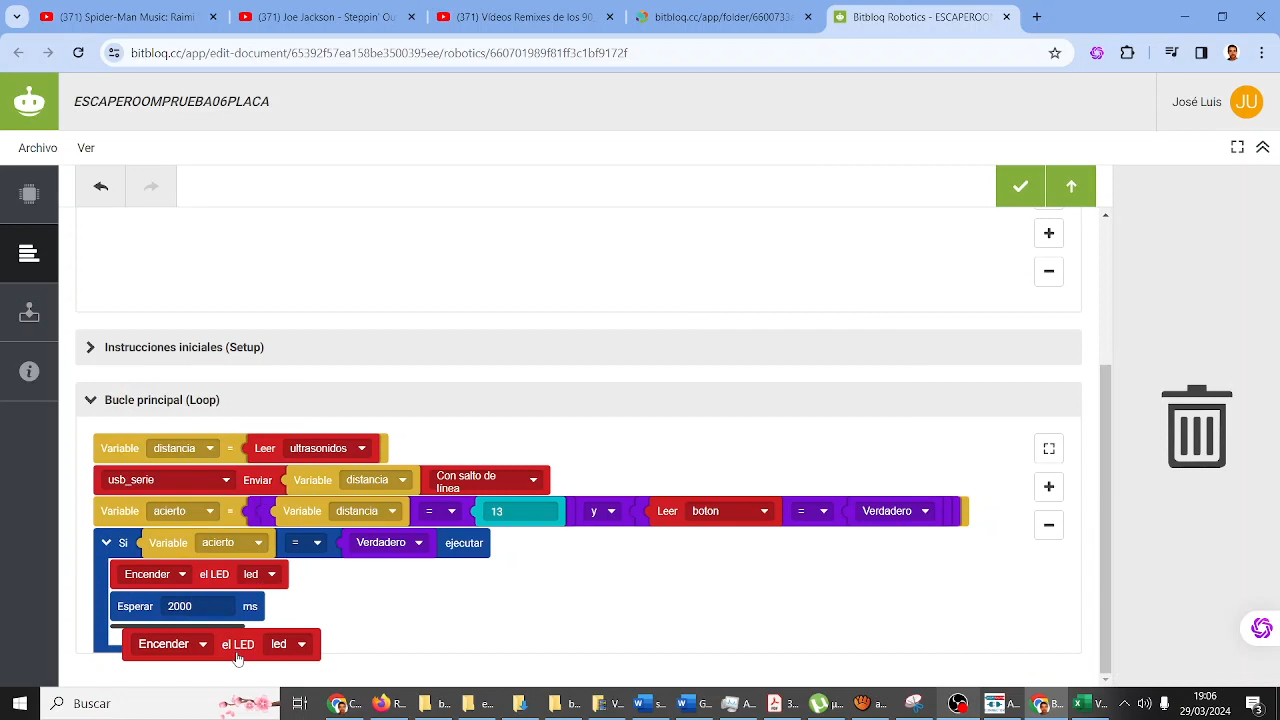 (371) Spider-Man Music Raimi T
(371) Joe Jackson - Steppin' Ou
(371) Vídeos Remixes de los 90,
bitbloq.cc/app/folder/6600733a
Bitbloq Robotics - ESCAPEROOM
bitbloq.cc/app/edit-document/65392f57ea158be3500395ee/robotics/660701989f81ff3c1bf9172f
ESCAPEROOMPRUEBA06PLACA
José Luis JU
Archivo Ver
Instrucciones iniciales (Setup)
Bucle principal (Loop)
Variable distancia = Leer ultrasonidos
usb_serie Enviar Variable distancia Con salto de línea
Variable acierto = Variable distancia = 13 y Leer boton = Verdadero
Si Variable acierto = Verdadero ejecutar
Encender el LED led
Esperar 2000 ms
Encender el LED led
Buscar
19:06
29/03/2024